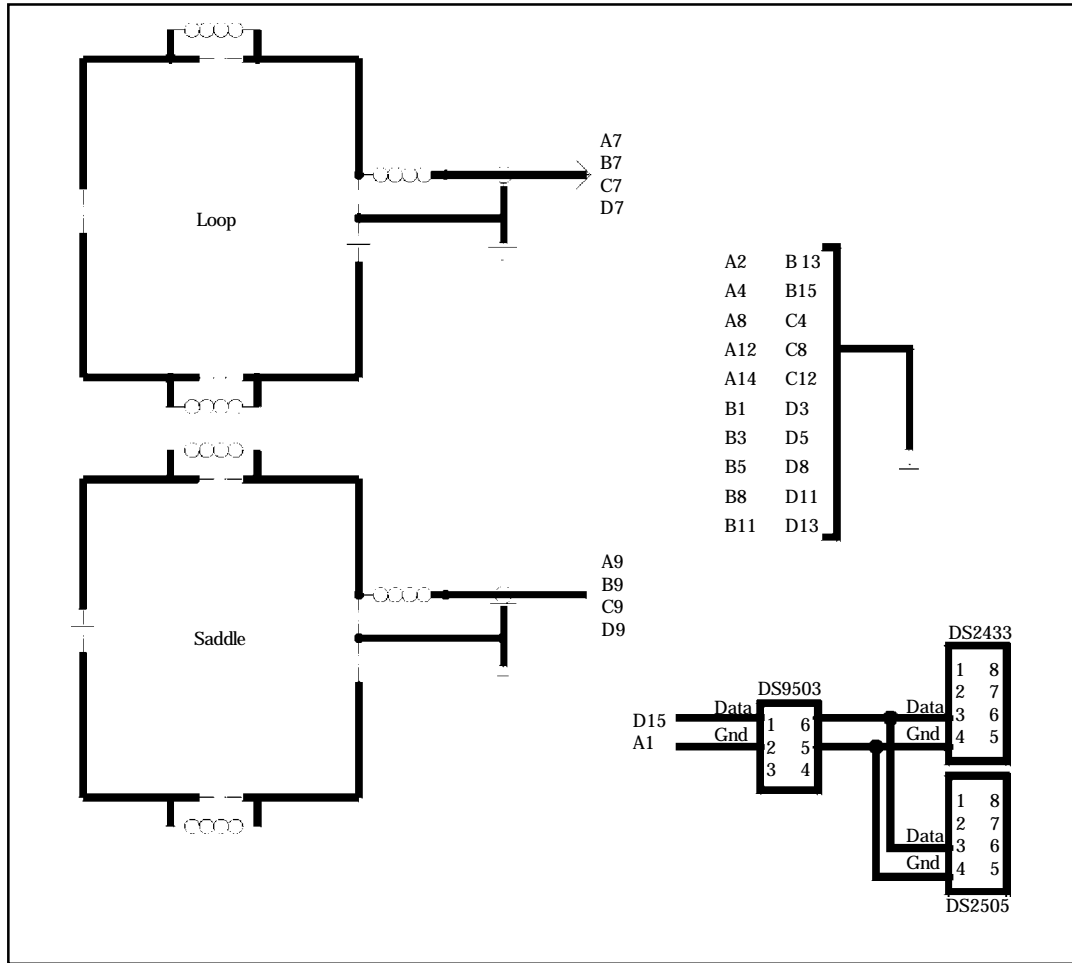 Loop
A7
B7
C7
D7
A2 B 13
A4 B15
A8 C4
A12 C8
A14 C12
B1 D3
B3 D5
B5 D8
B8 D11
B11 D13
Saddle
A9
B9
C9
D9
D15
A1
Data
Gnd
DS9503
1 6
2 5
3 4
DS2433
Data
Gnd
1 8
2 7
3 6
4 5
Data
Gnd
1 8
2 7
3 6
4 5
DS2505